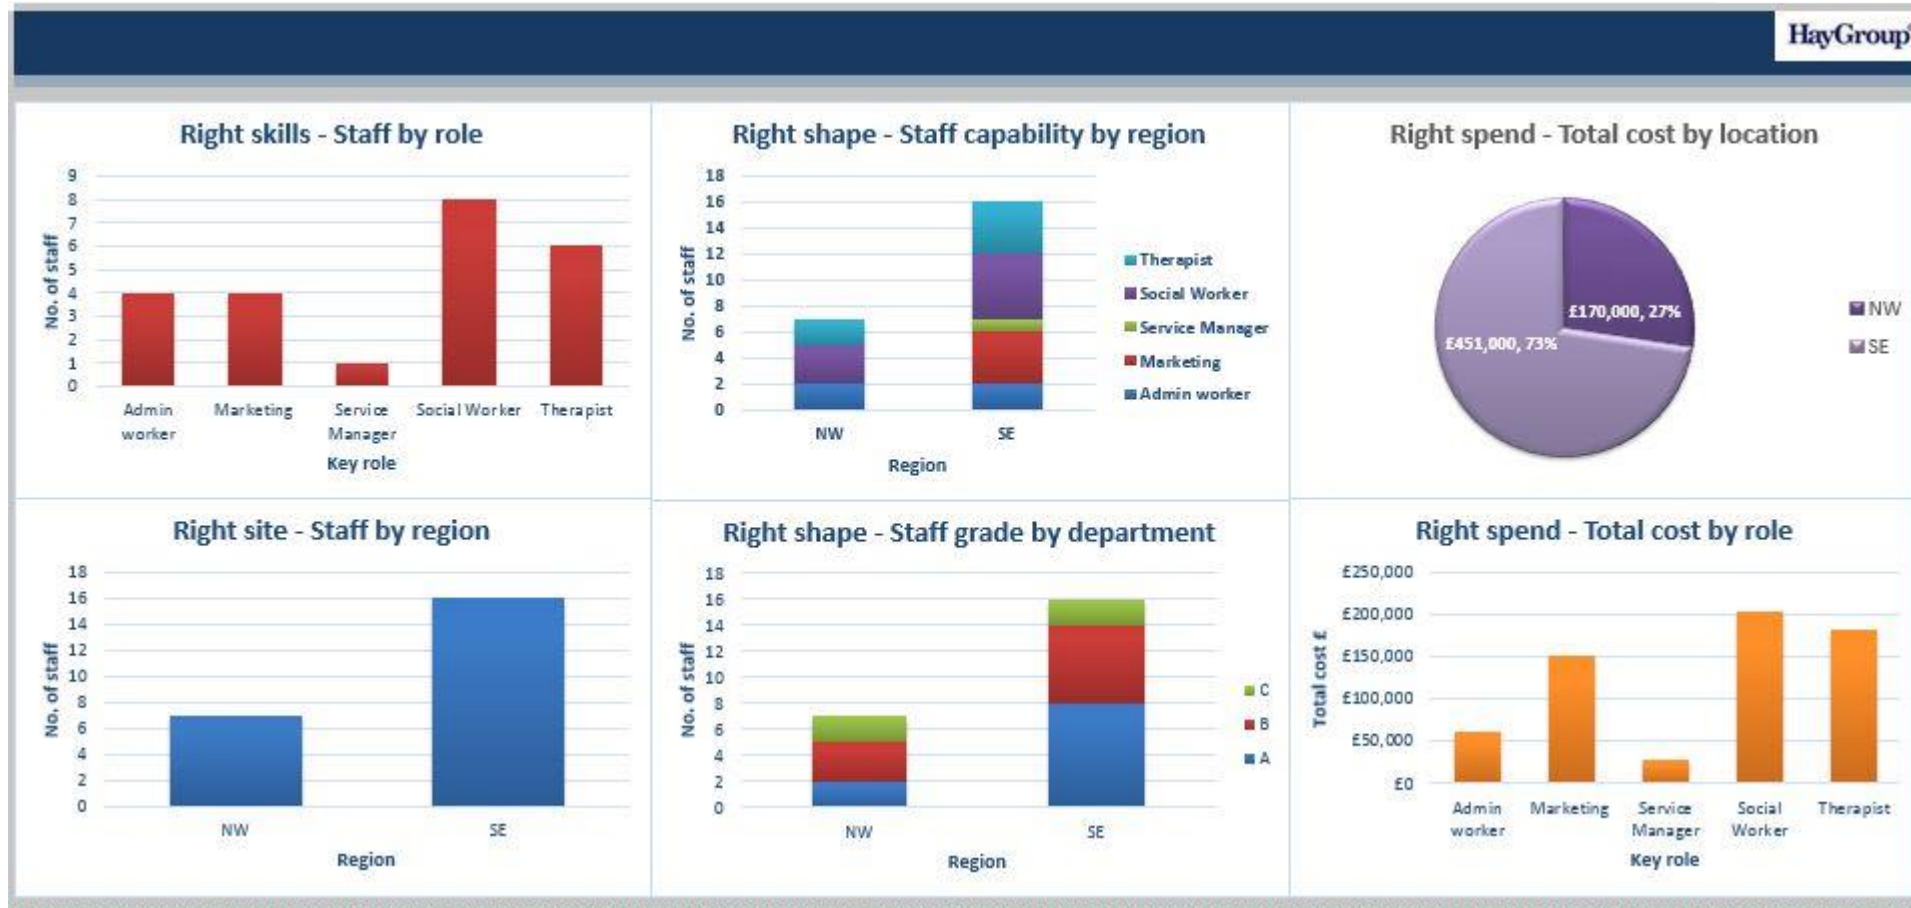 HayGroup®
Right skills - Staff by role
9
8
7
6
5
4
3
2
1
0
No. of staff
Admin worker
Marketing
Service Manager
Social Worker
Therapist
Key role
Right shape - Staff capability by region
18
16
14
12
10
8
6
4
2
0
No. of staff
NW
SE
Region
Therapist
Social Worker
Service Manager
Marketing
Admin worker
Right spend - Total cost by location
£170,000, 27%
£451,000, 73%
NW
SE
Right site - Staff by region
18
16
14
12
10
8
6
4
2
0
No. of staff
NW
SE
Region
Right shape - Staff grade by department
18
16
14
12
10
8
6
4
2
0
No. of staff
NW
SE
Region
C
B
A
Right spend - Total cost by role
£250,000
£200,000
£150,000
£100,000
£50,000
£0
Total cost £
Admin worker
Marketing
Service Manager
Social Worker
Therapist
Key role